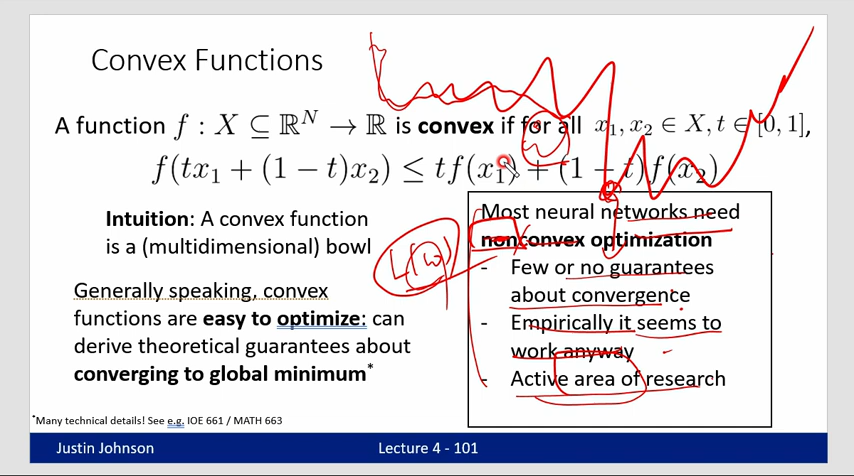 Convex Functions
A function f : X ⊆ ℝ^N → ℝ is convex if for all x₁, x₂ ∈ X, t ∈ [0, 1],
f(tx₁ + (1 − t)x₂) ≤ tf(x₁) + (1 − t)f(x₂)
Intuition: A convex function
is a (multidimensional) bowl
Generally speaking, convex
functions are easy to optimize: can
derive theoretical guarantees about
converging to global minimum*
Most neural networks need
nonconvex optimization
- Few or no guarantees
about convergence
- Empirically it seems to
work anyway
- Active area of research
L(w)
w
*Many technical details! See e.g. IOE 661 / MATH 663
Justin Johnson
Lecture 4 - 101